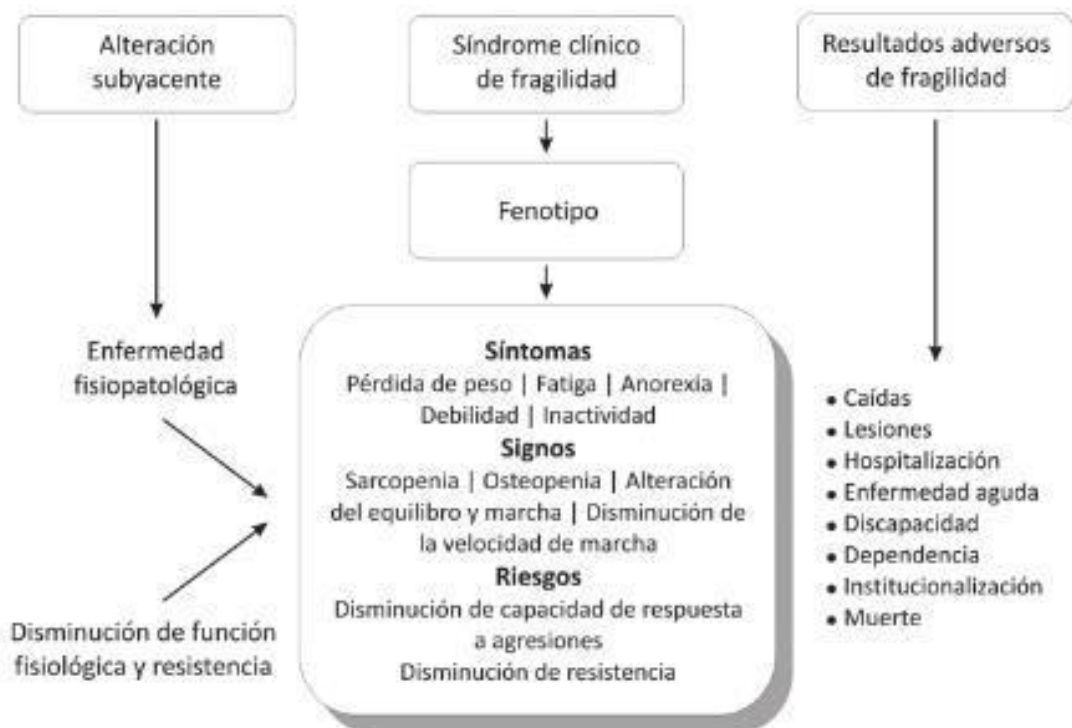 Alteración
subyacente
Síndrome clínico
de fragilidad
Resultados adversos
de fragilidad
Fenotipo
Enfermedad
fisiopatológica
Disminución de función
fisiológica y resistencia
Síntomas
Pérdida de peso | Fatiga | Anorexia |
Debilidad | Inactividad
Signos
Sarcopenia | Osteopenia | Alteración
del equilibro y marcha | Disminución de
la velocidad de marcha
Riesgos
Disminución de capacidad de respuesta
a agresiones
Disminución de resistencia
• Caídas
• Lesiones
• Hospitalización
• Enfermedad aguda
• Discapacidad
• Dependencia
• Institucionalización
• Muerte